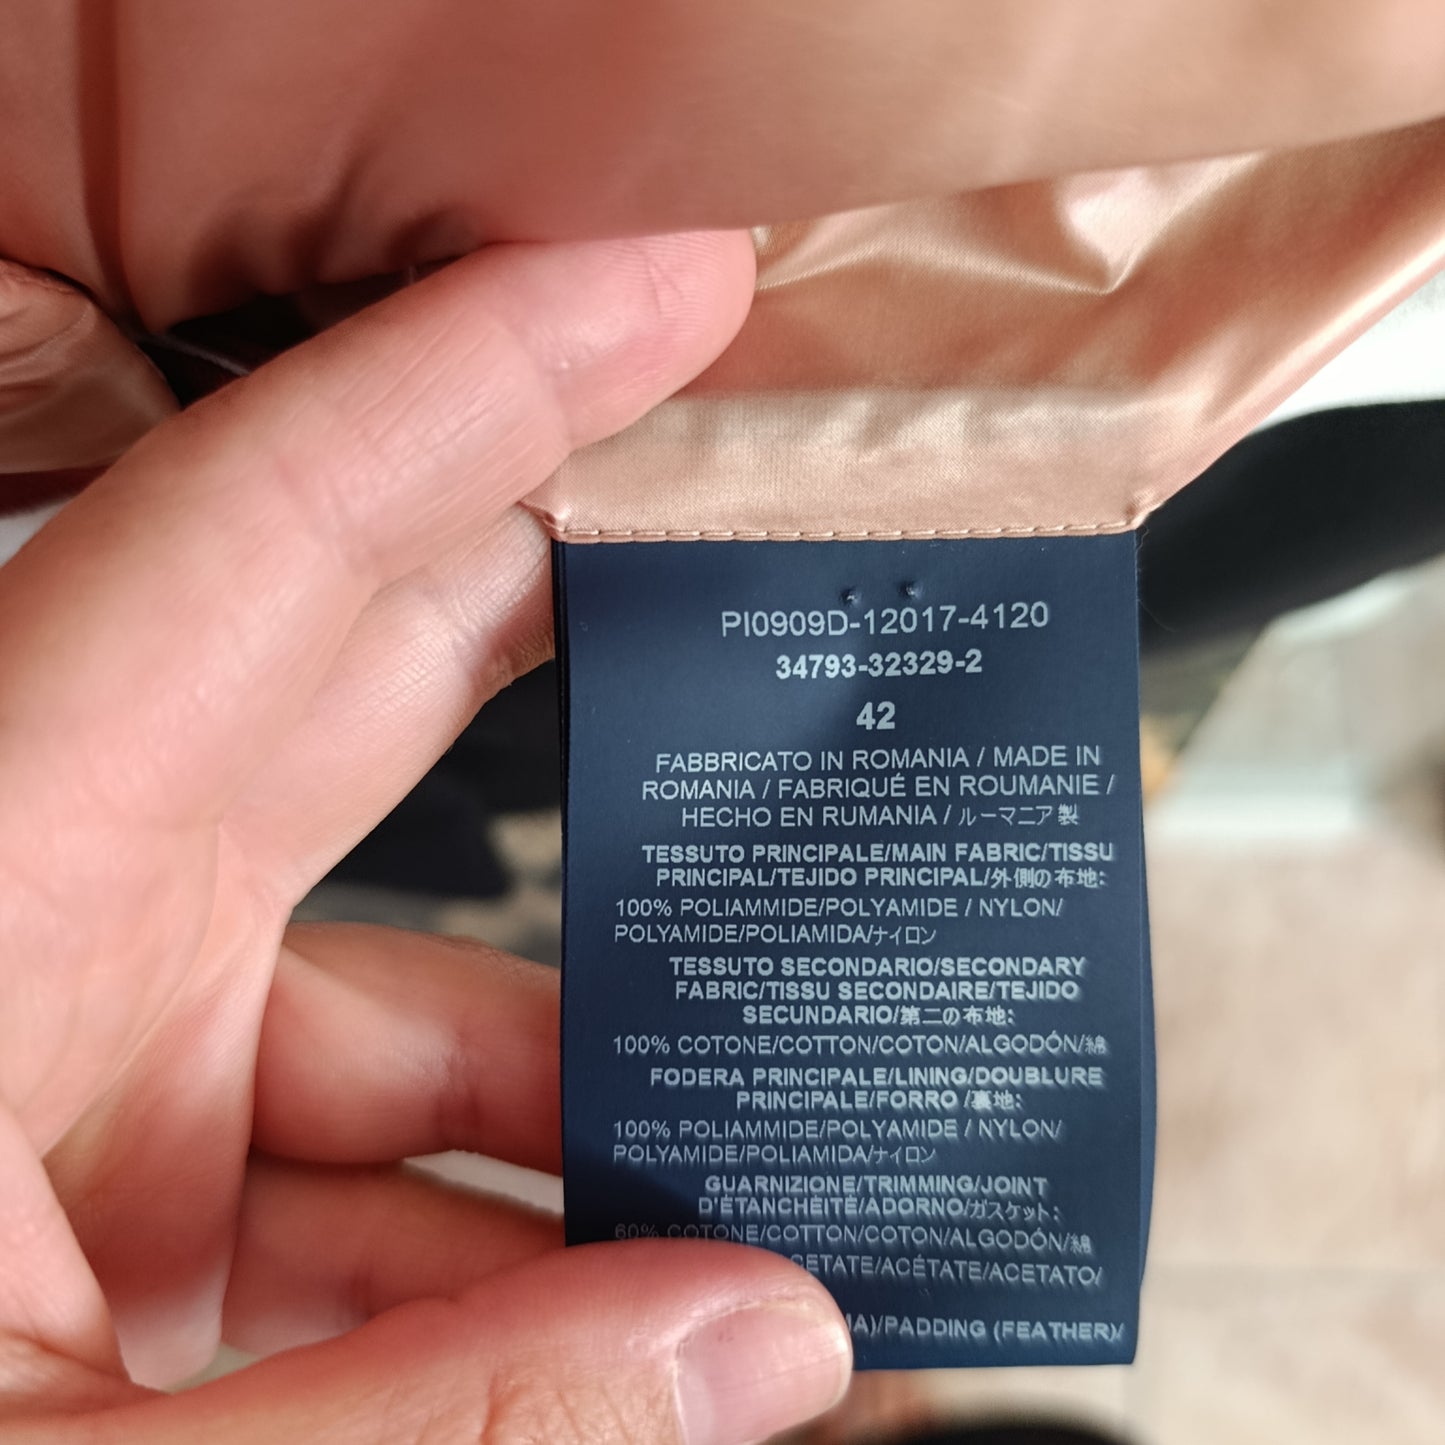 PI0909D-12017-4120
34793-32329-2
42
FABBRICATO IN ROMANIA / MADE IN
ROMANIA / FABRIQUÉ EN ROUMANIE /
HECHO EN RUMANIA / ルーマニア製
TESSUTO PRINCIPALE/MAIN FABRIC/TISSU
PRINCIPAL/TEJIDO PRINCIPAL/外側の布地:
100% POLIAMMIDE/POLYAMIDE / NYLON/
POLYAMIDE/POLIAMIDA/ナイロン
TESSUTO SECONDARIO/SECONDARY
FABRIC/TISSU SECONDAIRE/TEJIDO
SECUNDARIO/第二の布地:
100% COTONE/COTTON/COTON/ALGODÓN/綿
FODERA PRINCIPALE/LINING/DOUBLURE
PRINCIPALE/FORRO /裏地:
100% POLIAMMIDE/POLYAMIDE / NYLON/
POLYAMIDE/POLIAMIDA/ナイロン
GUARNIZIONE/TRIMMING/JOINT
D'ÉTANCHÉITÉ/ADORNO/ガスケット:
60% COTONE/COTTON/COTON/ALGODÓN/綿
CETATE/ACÉTATE/ACETATO/
MA)/PADDING (FEATHER)/